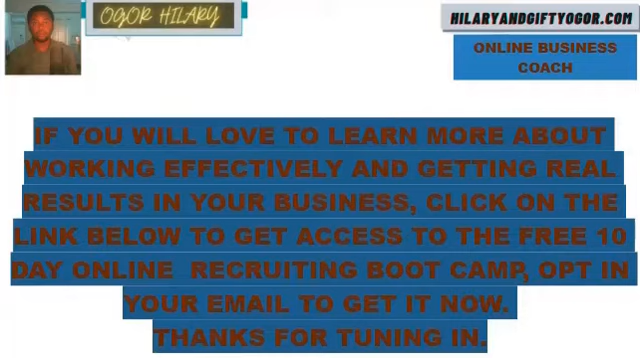 OGOR HILARY
HILARYANDGIFTYOGOR.COM
ONLINE BUSINESS
COACH
IF YOU WILL LOVE TO LEARN MORE ABOUT
WORKING EFFECTIVELY AND GETTING REAL
RESULTS IN YOUR BUSINESS, CLICK ON THE
LINK BELOW TO GET ACCESS TO THE FREE 10
DAY ONLINE RECRUITING BOOT CAMP, OPT IN
YOUR EMAIL TO GET IT NOW.
THANKS FOR TUNING IN.